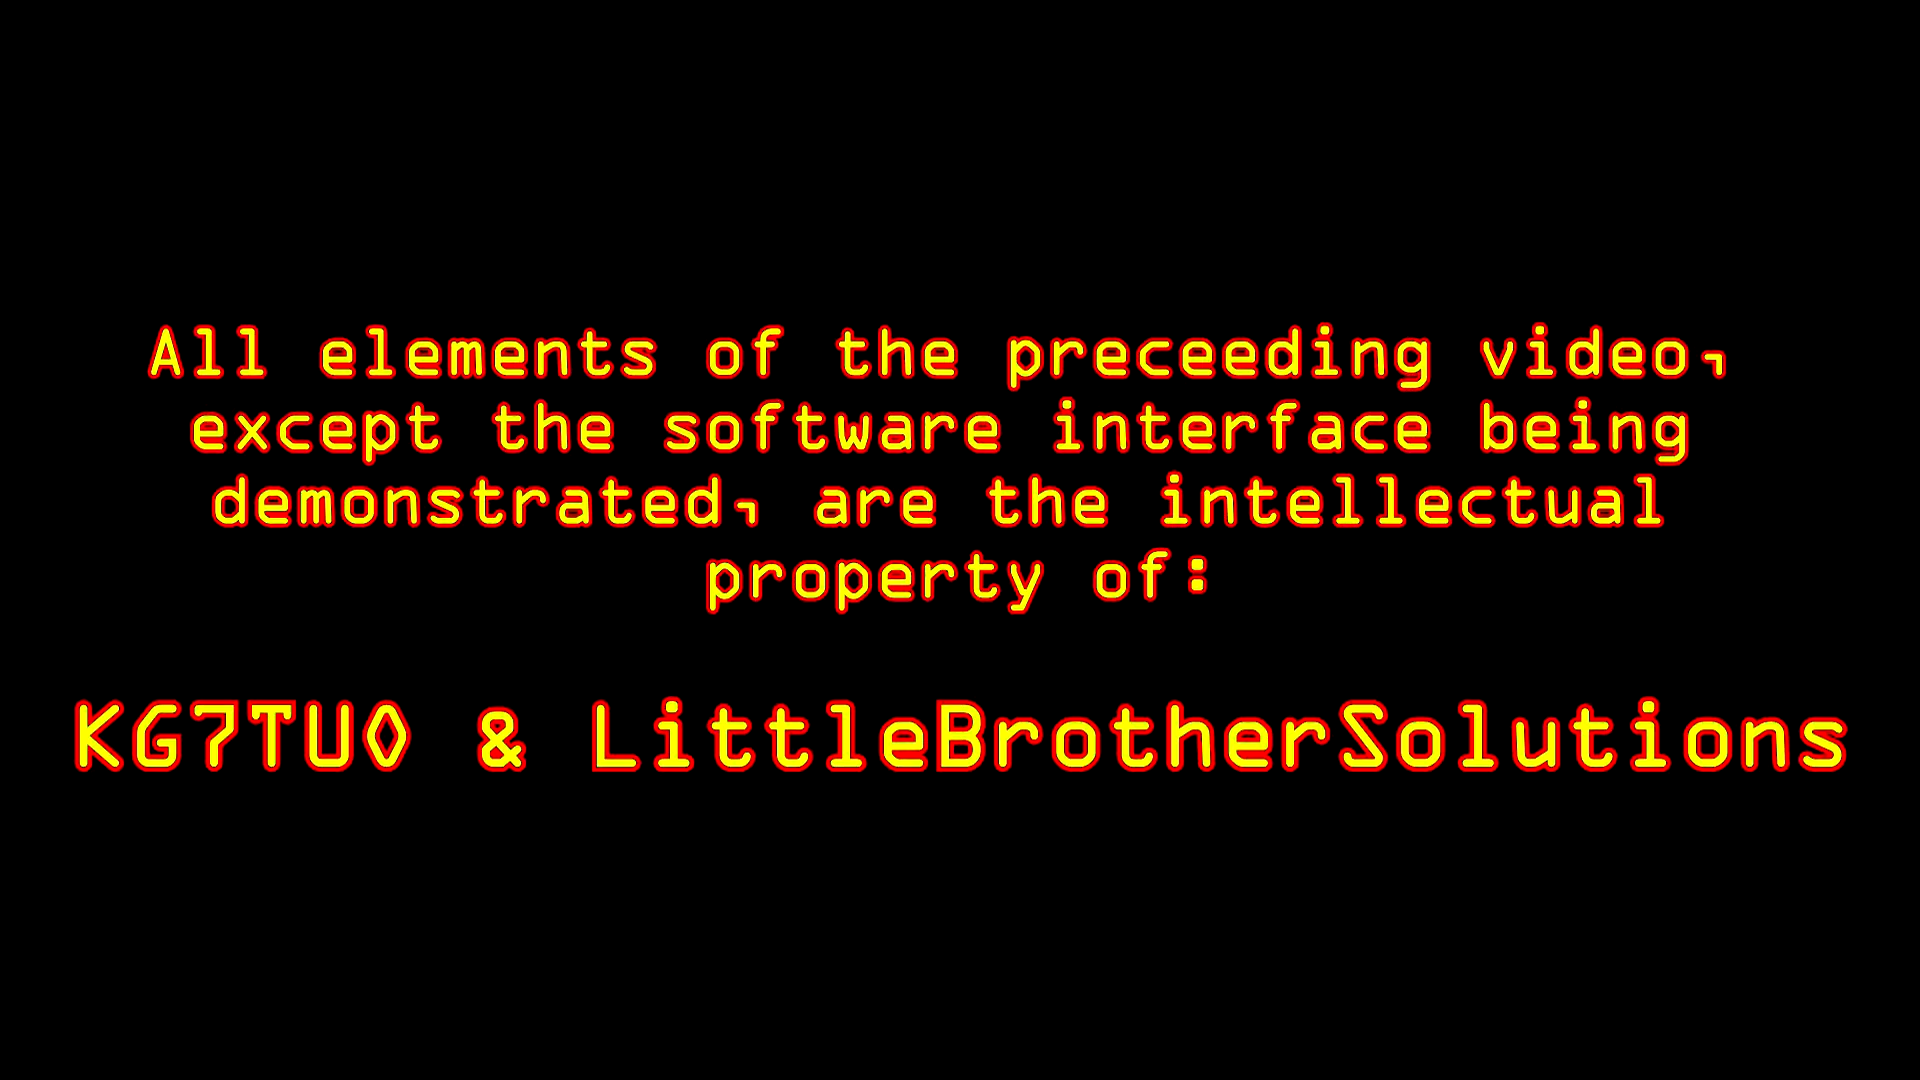 All elements of the preceeding video,
except the software interface being
demonstrated, are the intellectual
property of:
KG7TUO & LittleBrotherSolutions